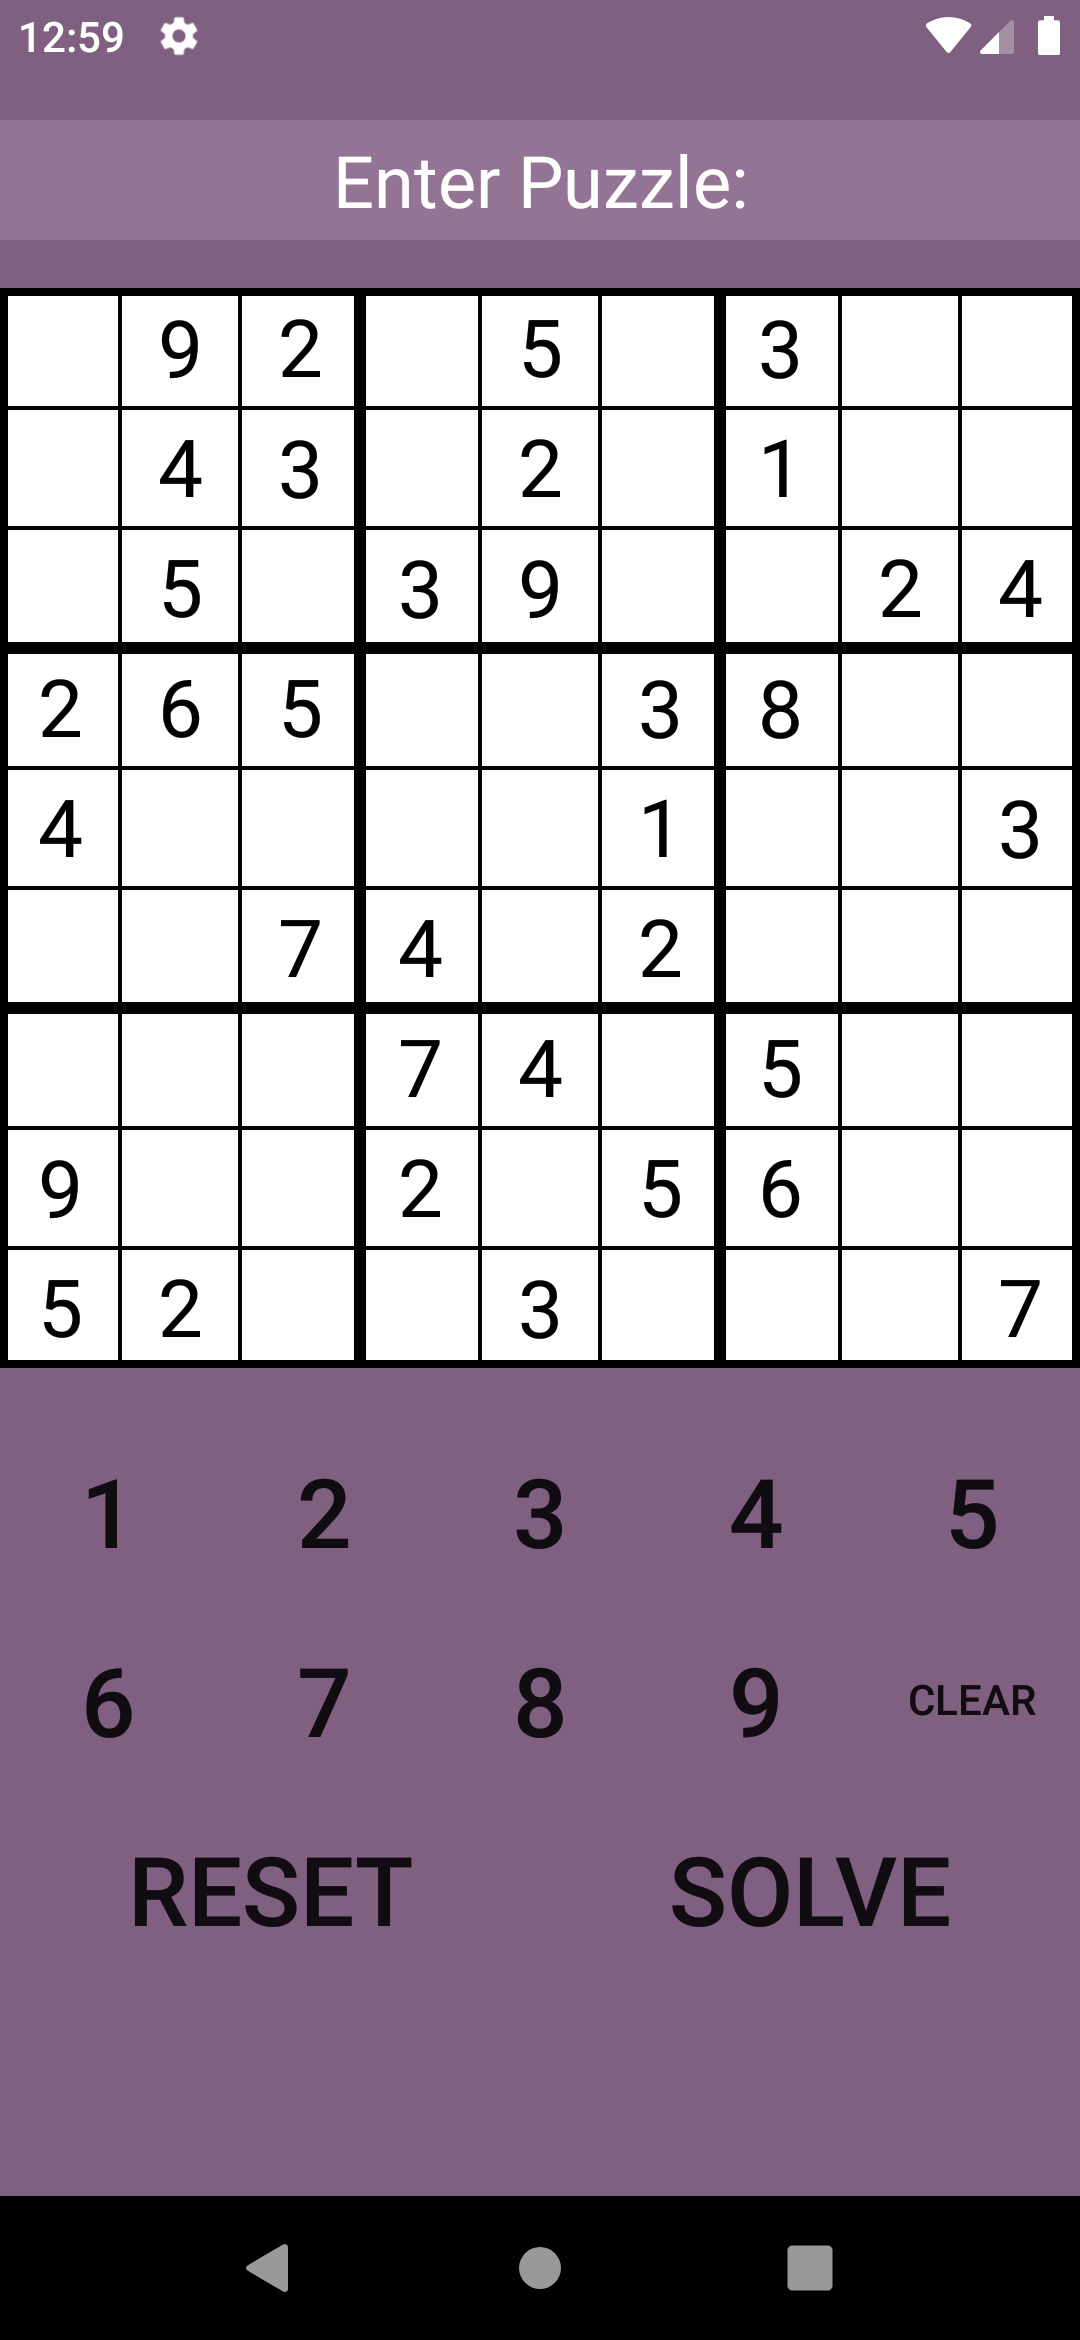 12:59
Enter Puzzle:
9 2 5 3
4 3 2 1
5 3 9 2 4
2 6 5 3 8
4 1 3
7 4 2
7 4 5
9 2 5 6
5 2 3 7
1 2 3 4 5
6 7 8 9 CLEAR
RESET SOLVE